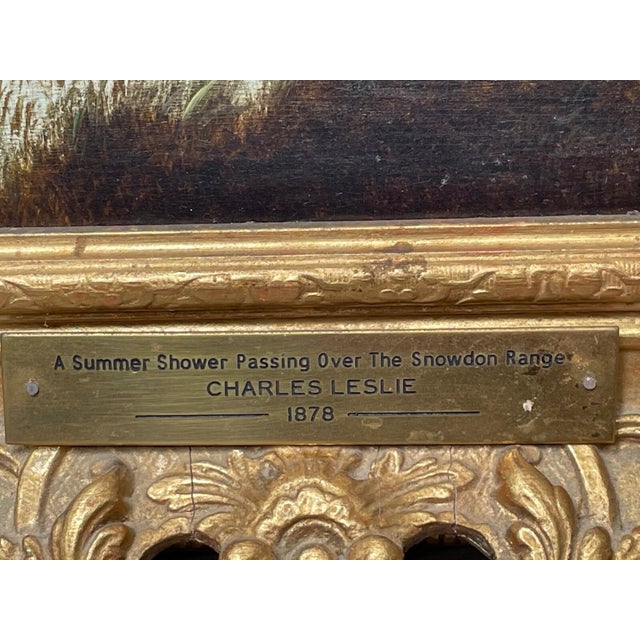 A Summer Shower Passing Over The Snowdon Range
CHARLES LESLIE
1878